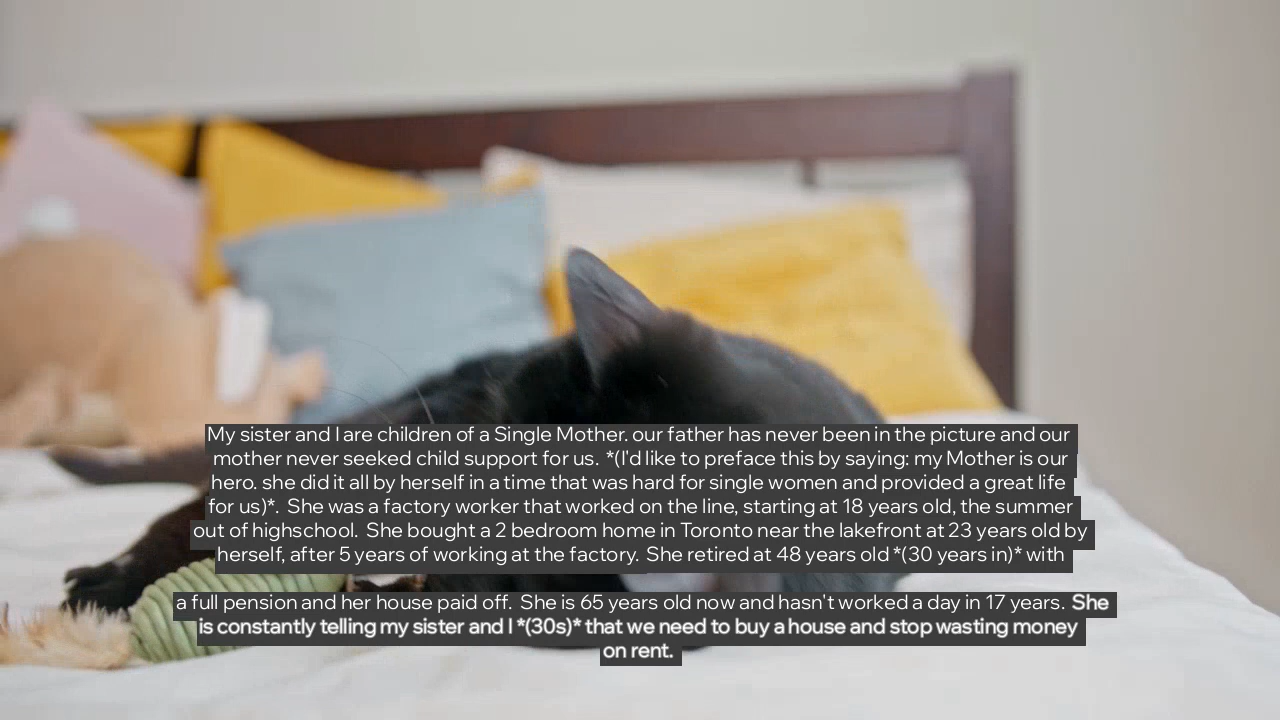 My sister and I are children of a Single Mother. our father has never been in the picture and our
mother never seeked child support for us. *(I'd like to preface this by saying: my Mother is our
hero. she did it all by herself in a time that was hard for single women and provided a great life
for us)*. She was a factory worker that worked on the line, starting at 18 years old, the summer
out of highschool. She bought a 2 bedroom home in Toronto near the lakefront at 23 years old by
herself, after 5 years of working at the factory. She retired at 48 years old *(30 years in)* with
a full pension and her house paid off. She is 65 years old now and hasn't worked a day in 17 years. She
is constantly telling my sister and I *(30s)* that we need to buy a house and stop wasting money
on rent.